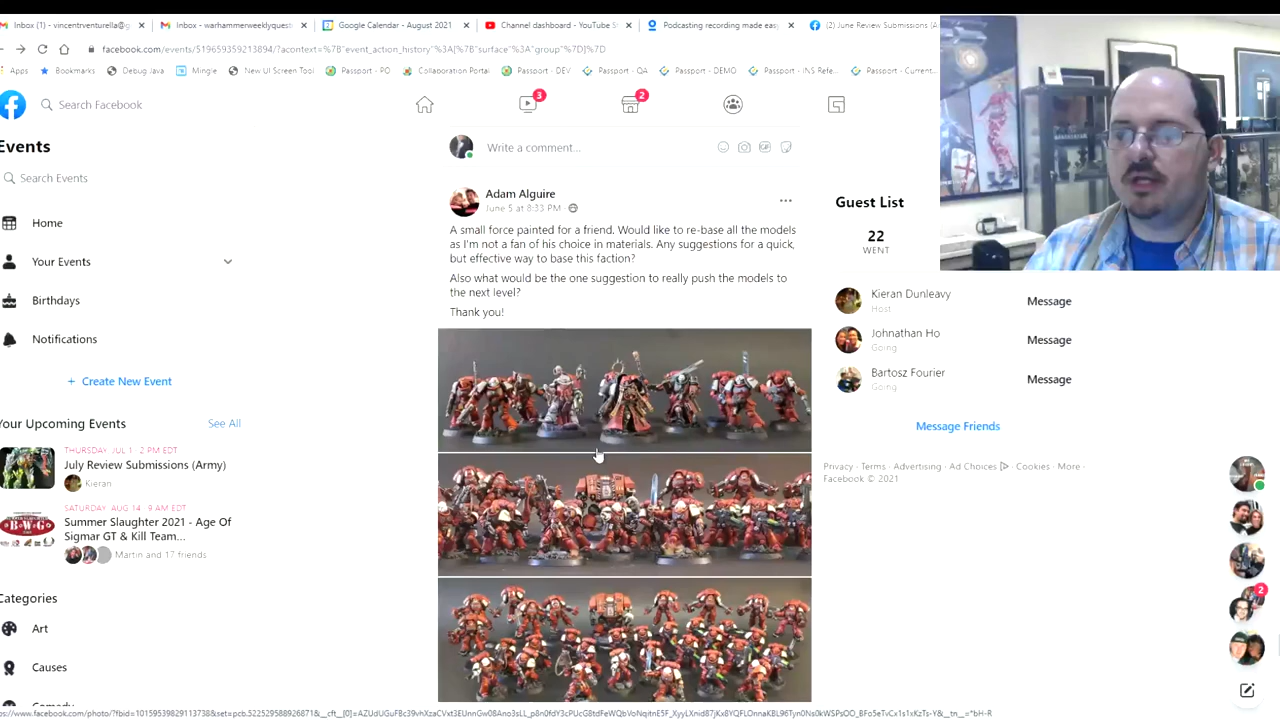 Inbox (1) - vincentrventurella@g
Inbox - warhammerweeklyquest
Google Calendar - August 2021
Channel dashboard - YouTube S
Podcasting recording made easy
(2) June Review Submissions (A
facebook.com/events/519659359213894/?acontext=%7B"event_action_history"%3A[%7B"surface"%3A"group"%7D]%7D
Apps
Bookmarks
Debug Java
Mingle
New UI Screen Tool
Passport - PO
Collaboration Portal
Passport - DEV
Passport - QA
Passport - DEMO
Passport - INS Refe...
Passport - Current...
Search Facebook
3
2
Events
Search Events
Home
Your Events
Birthdays
Notifications
+ Create New Event
Your Upcoming Events
See All
THURSDAY, JUL 1 · 2 PM EDT
July Review Submissions (Army)
Kieran
SATURDAY, AUG 14 · 9 AM EDT
Summer Slaughter 2021 - Age Of
Sigmar GT & Kill Team...
Martin and 17 friends
Categories
Art
Causes
Comedy
Write a comment...
Adam Alguire
June 5 at 8:33 PM ·
A small force painted for a friend. Would like to re-base all the models
as I'm not a fan of his choice in materials. Any suggestions for a quick,
but effective way to base this faction?
Also what would be the one suggestion to really push the models to
the next level?
Thank you!
Guest List
22
WENT
Kieran Dunleavy
Host
Message
Johnathan Ho
Going
Message
Bartosz Fourier
Going
Message
Message Friends
Privacy · Terms · Advertising · Ad Choices · Cookies · More ·
Facebook © 2021
2